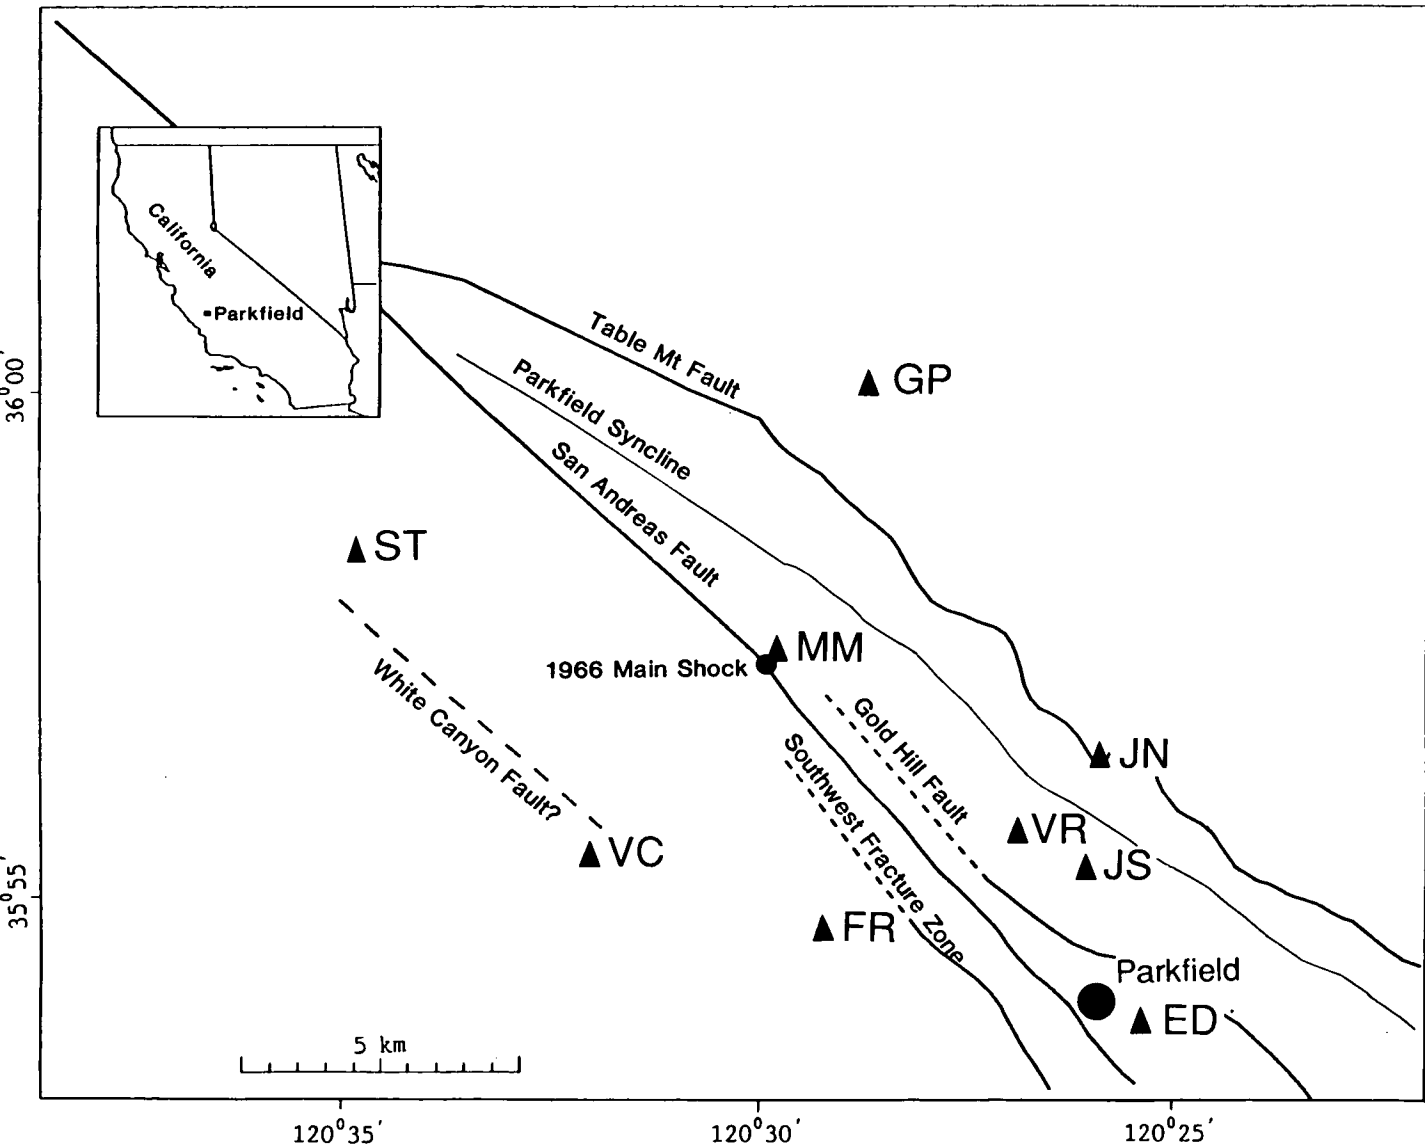 California
Parkfield
Table Mt Fault
Parkfield Syncline
San Andreas Fault
GP
36°00'
ST
MM
1966 Main Shock
White Canyon Fault?
Gold Hill Fault
Southwest Fracture Zone
JN
VR
JS
VC
FR
35°55'
Parkfield
ED
5 km
120°35'
120°30'
120°25'